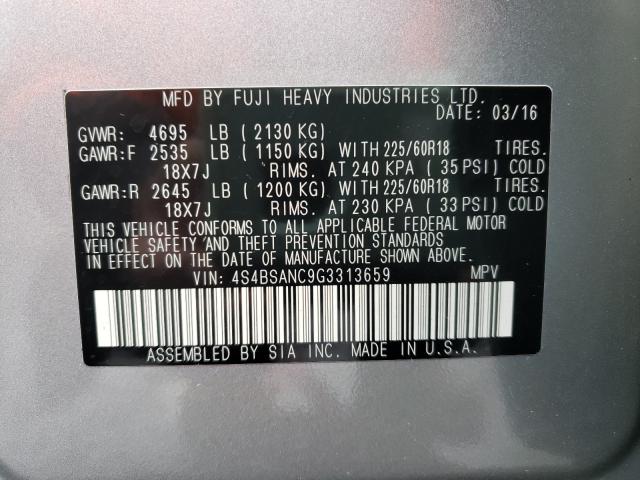 MFD BY FUJI HEAVY INDUSTRIES LTD.
DATE: 03/16
GVWR: 4695 LB (2130 KG)
GAWR:F 2535 LB (1150 KG) WITH 225/60R18 TIRES.
18X7J RIMS. AT 240 KPA (35 PSI) COLD
GAWR:R 2645 LB (1200 KG) WITH 225/60R18 TIRES.
18X7J RIMS. AT 230 KPA (33 PSI) COLD
THIS VEHICLE CONFORMS TO ALL APPLICABLE FEDERAL MOTOR
VEHICLE SAFETY AND THEFT PREVENTION STANDARDS
IN EFFECT ON THE DATE OF MANUFACTURE SHOWN ABOVE.
VIN: 4S4BSANC9G3313659 MPV
ASSEMBLED BY SIA INC. MADE IN U.S.A.